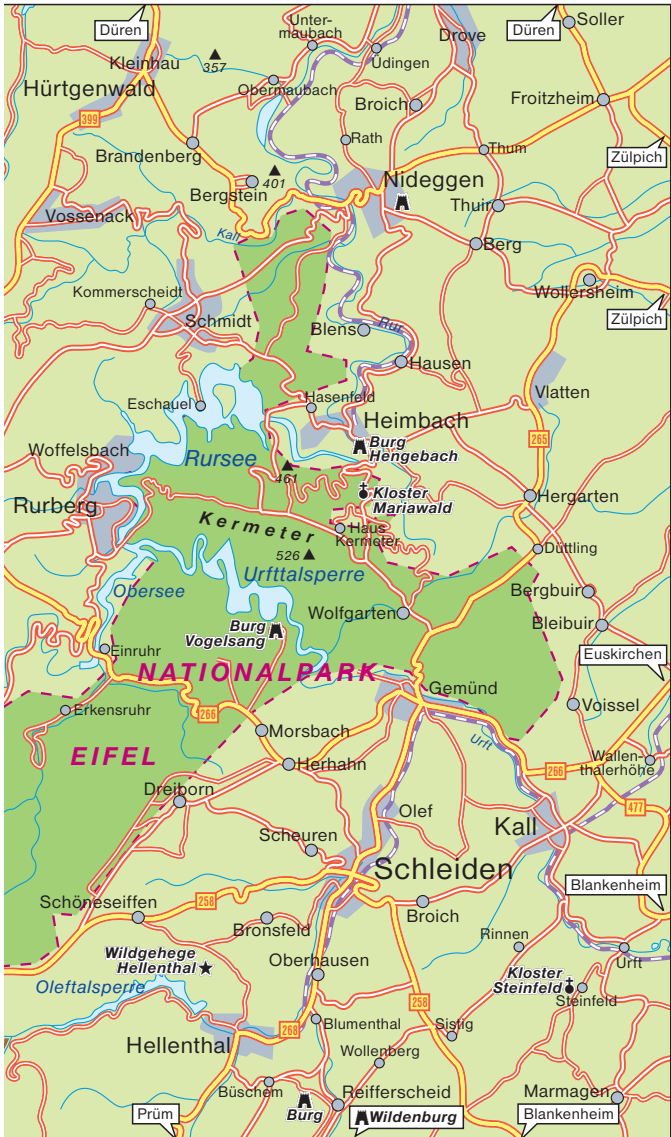 Düren
Düren
Soller
Unter-
maubach
Drove
Kleinhau
357
Üdingen
Hürtgenwald
Obermaubach
Broich
Froitzheim
399
Rath
Brandenberg
Thum
Zülpich
401
Bergstein
Nideggen
Vossenack
Thuir
Kall
Berg
Kommerscheidt
Wollersheim
Schmidt
Blens
Rur
Zülpich
Hausen
Eschauel
Hasenfeld
Vlatten
Heimbach
Woffelsbach
Rursee
Burg
Hengebach
265
461
Rurberg
Kloster
Mariawald
Hergarten
Kermeter
Haus
Kermeter
526
Düttling
Urfttalsperre
Obersee
Bergbuir
Burg
Vogelsang
Wolfgarten
Bleibuir
Einruhr
Euskirchen
NATIONALPARK
Gemünd
Erkensruhr
266
Voissel
Morsbach
Urft
EIFEL
Herhahn
266
Wallen-
thalerhöhe
Dreiborn
477
Olef
Kall
Scheuren
Schleiden
Blankenheim
Schöneseiffen
258
Broich
Bronsfeld
Rinnen
Wildgehege
Hellenthal
Oberhausen
Urft
Kloster
Steinfeld
Steinfeld
Oleftalsperre
258
Blumenthal
Sistig
268
Hellenthal
Wollenberg
Büschem
Reifferscheid
Marmagen
Prüm
Burg
Wildenburg
Blankenheim